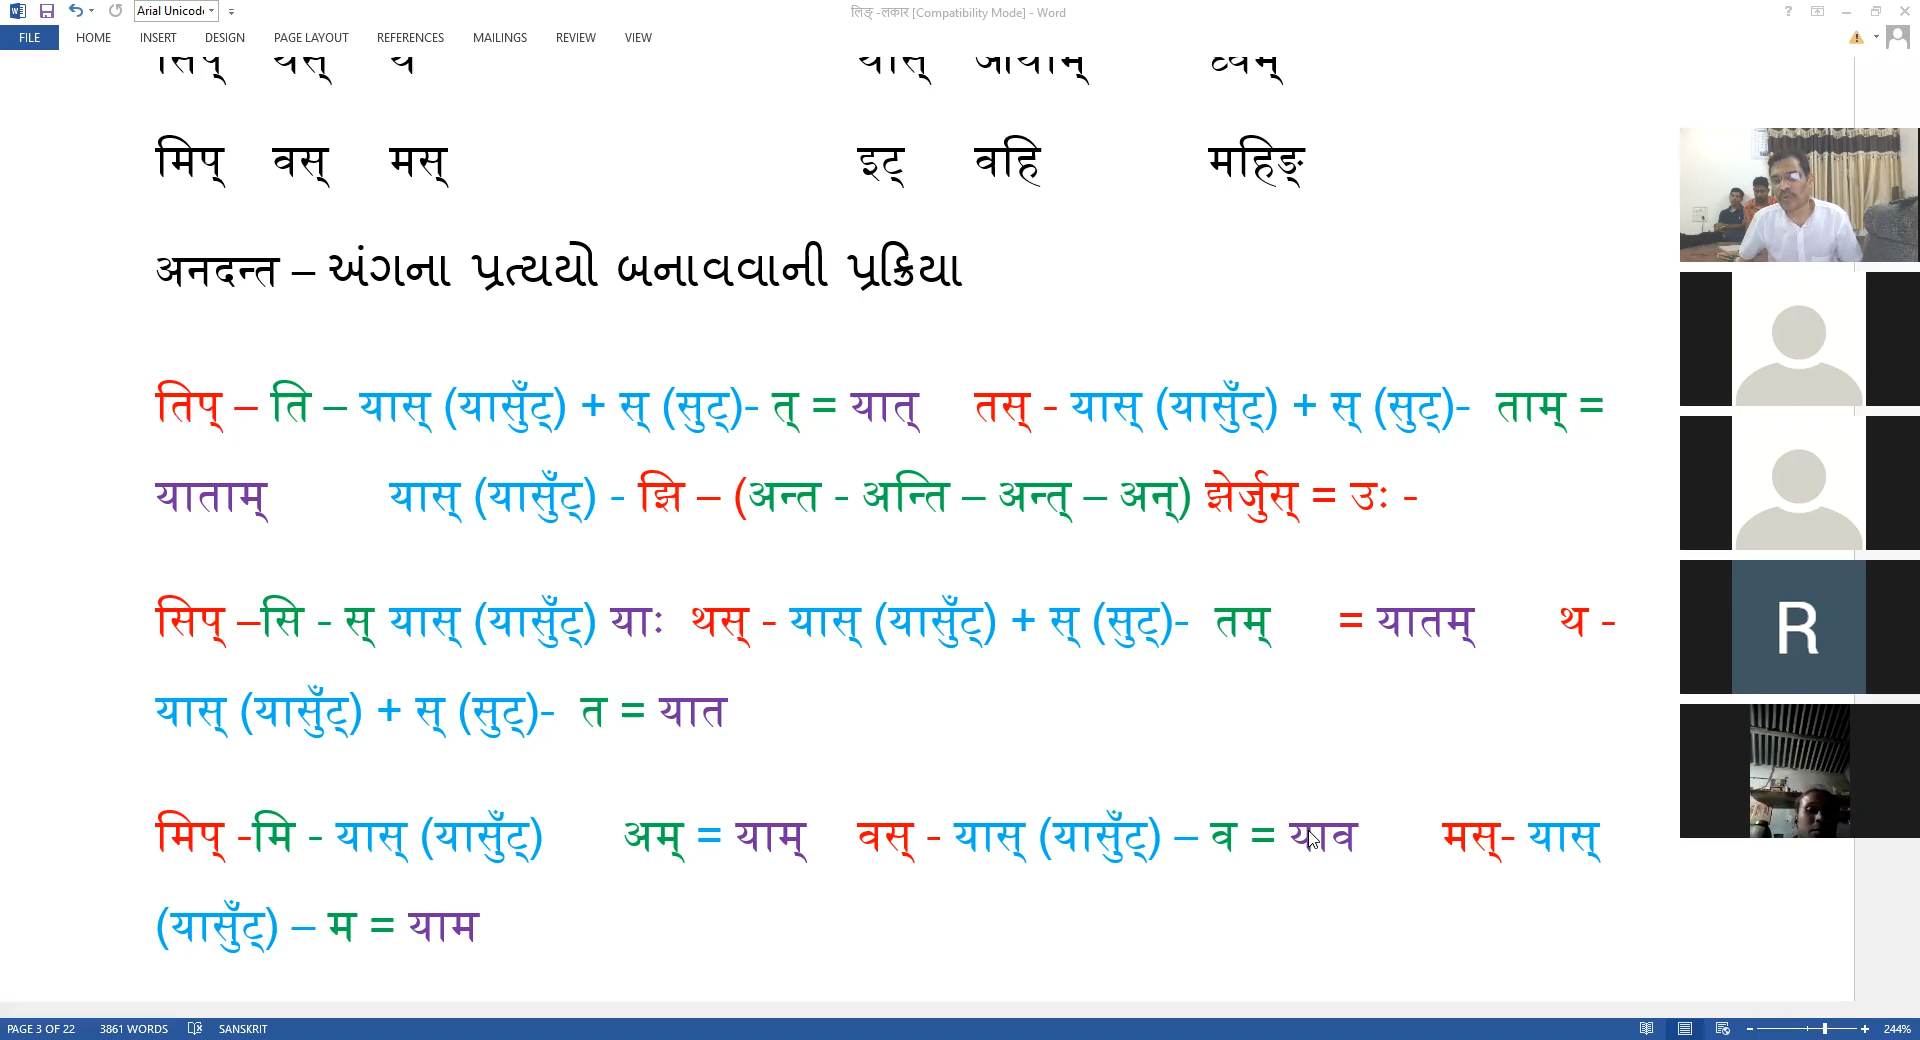 Arial Unicode
लिङ् -लकार [Compatibility Mode] - Word
FILE HOME INSERT DESIGN PAGE LAYOUT REFERENCES MAILINGS REVIEW VIEW
मिप् वस् मस् इट् वहि महिङ्
अनदन्त – અંગના પ્રત્યયો બનાવવાની પ્રક્રિયા
तिप् – ति – यास् (यासुँट्) + स् (सुट्)- त् = यात् तस् - यास् (यासुँट्) + स् (सुट्)- ताम् =
याताम् यास् (यासुँट्) - झि – (अन्त - अन्ति – अन्त् – अन्) झेर्जुस् = उः -
सिप् –सि - स् यास् (यासुँट्) याः थस् - यास् (यासुँट्) + स् (सुट्)- तम् = यातम् थ -
यास् (यासुँट्) + स् (सुट्)- त = यात
मिप् -मि - यास् (यासुँट्) अम् = याम् वस् - यास् (यासुँट्) – व = याव मस्- यास्
(यासुँट्) – म = याम
R
PAGE 3 OF 22 3861 WORDS SANSKRIT 244%